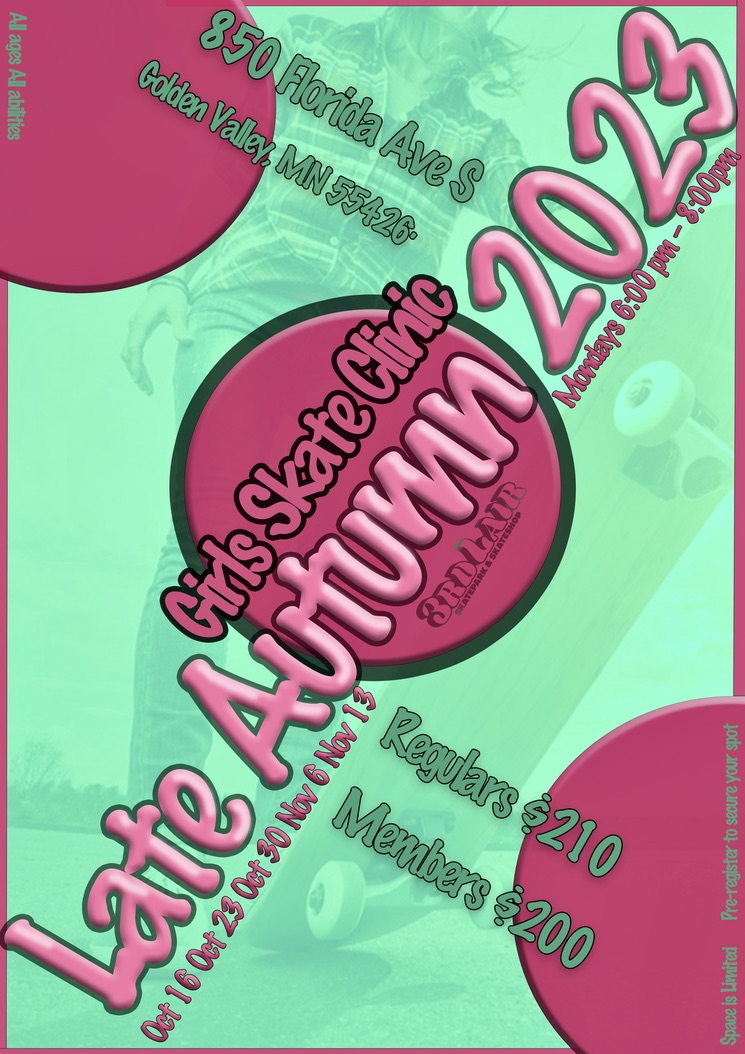 All ages All abilities
850 Florida Ave S
Golden Valley, MN 55426.
Girls Skate Clinic
Late Autumn 2023
Mondays 6:00 pm - 8:00pm
3RD LAIR
SKATEPARK & SKATESHOP
Oct 16 Oct 23 Oct 30 Nov 6 Nov 13
Regulars $210
Members $200
Space is Limited Pre-register to secure your spot